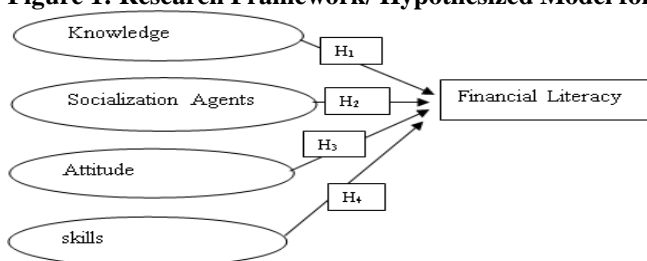 Figure 1: Research Framework/ Hypothesized Model for
Knowledge
H₁
Socialization Agents
H₂
Financial Literacy
Attitude
H₃
H₄
skills